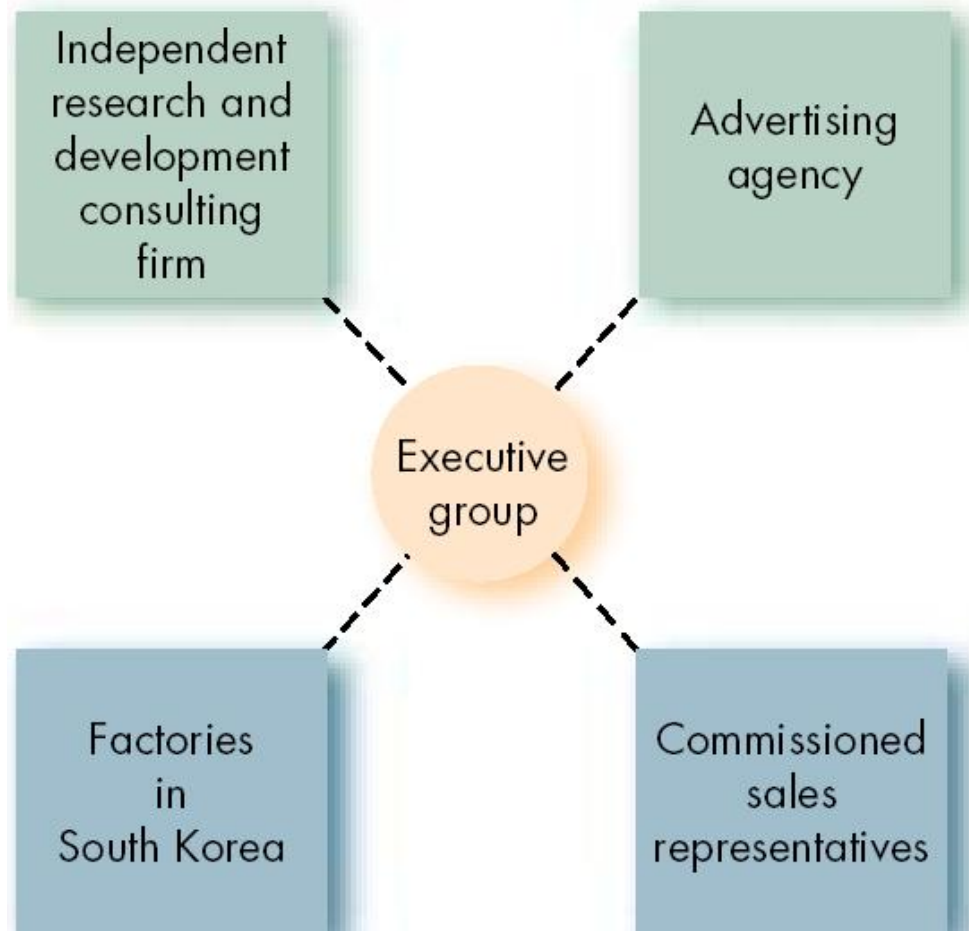 Independent
research and
development
consulting
firm
Advertising
agency
Executive
group
Factories
in
South Korea
Commissioned
sales
representatives